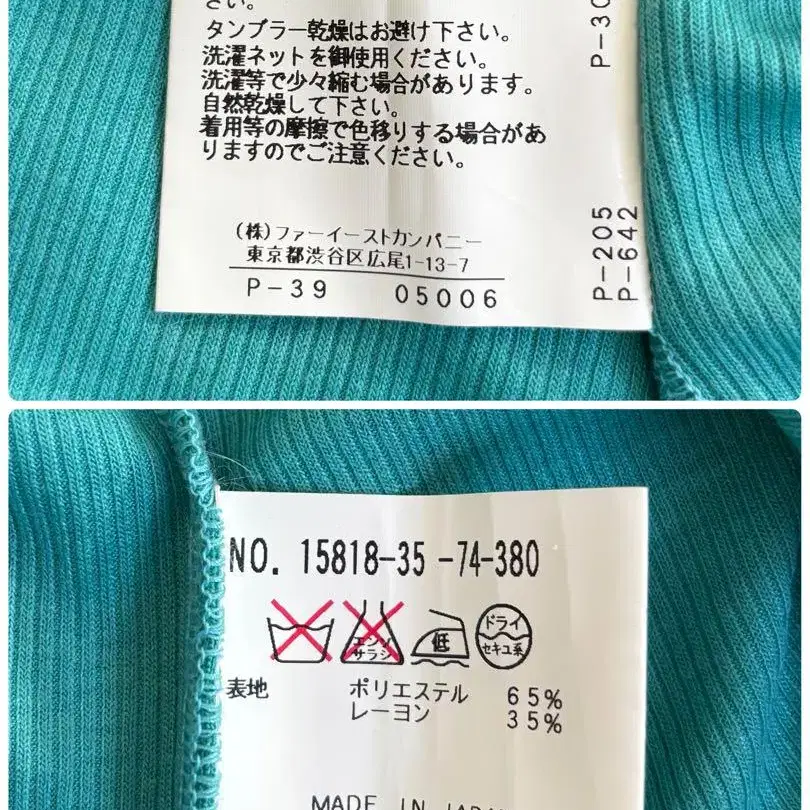 さい。
タンブラー乾燥はお避け下さい。
洗濯ネットを御使用ください。
洗濯等で少々縮む場合があります。
自然乾燥して下さい。
着用等の摩擦で色移りする場合があ
りますのでご注意ください。
(株)ファーイーストカンパニー
東京都渋谷区広尾1-13-7
P-39 05006
P-30
P-205
P-642
NO. 15818-35 -74-380
エンソ
サラシ
低
ドライ
セキユ系
表地 ポリエステル 65%
レーヨン 35%
MADE IN JAPAN